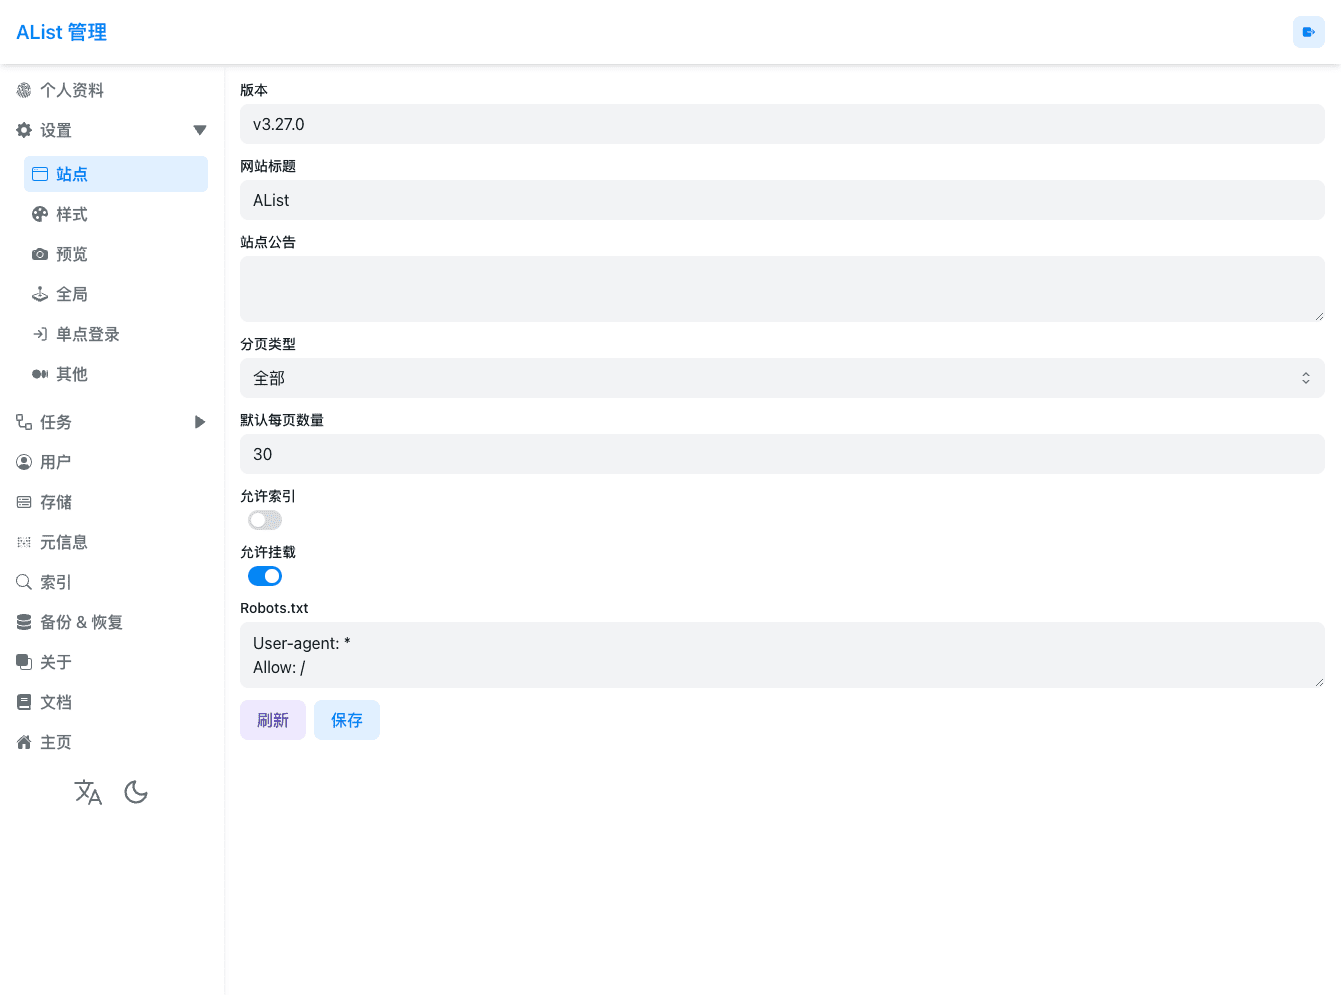 AList 管理
个人资料
设置
站点
样式
预览
全局
单点登录
其他
任务
用户
存储
元信息
索引
备份 & 恢复
关于
文档
主页
版本
v3.27.0
网站标题
AList
站点公告
分页类型
全部
默认每页数量
30
允许索引
允许挂载
Robots.txt
User-agent: *
Allow: /
刷新 保存